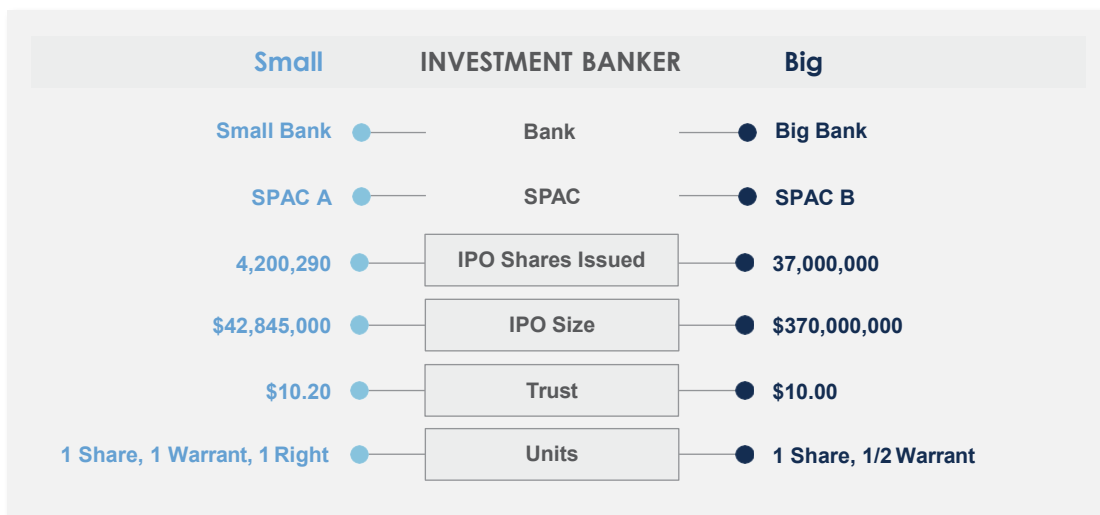 Small INVESTMENT BANKER Big
Small Bank Bank Big Bank
SPAC A SPAC SPAC B
4,200,290 IPO Shares Issued 37,000,000
$42,845,000 IPO Size $370,000,000
$10.20 Trust $10.00
1 Share, 1 Warrant, 1 Right Units 1 Share, 1/2 Warrant